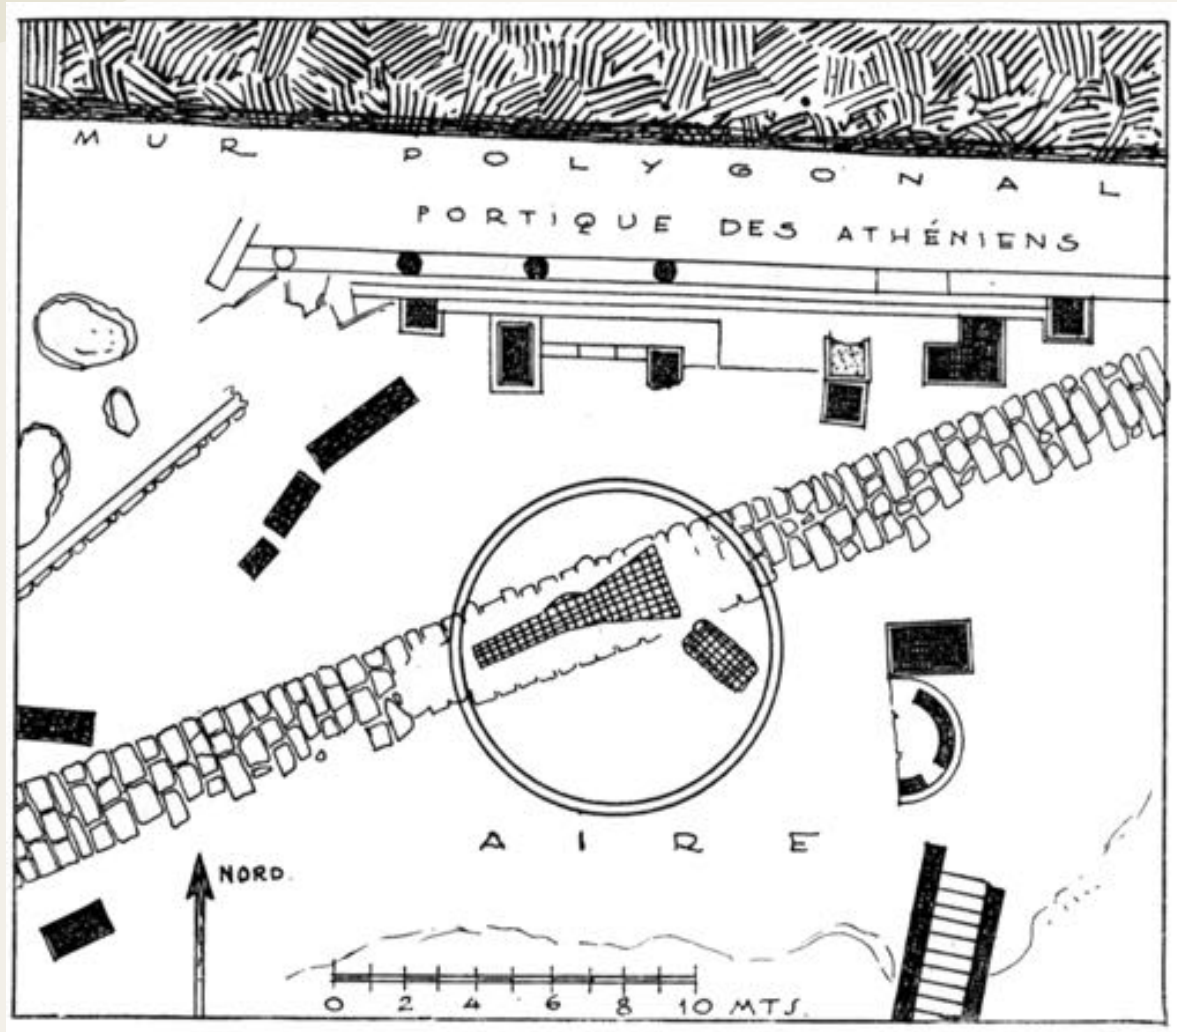 MUR POLYGONAL
PORTIQUE DES ATHÉNIENS
AIRE
NORD.
0 2 4 6 8 10 MTS.